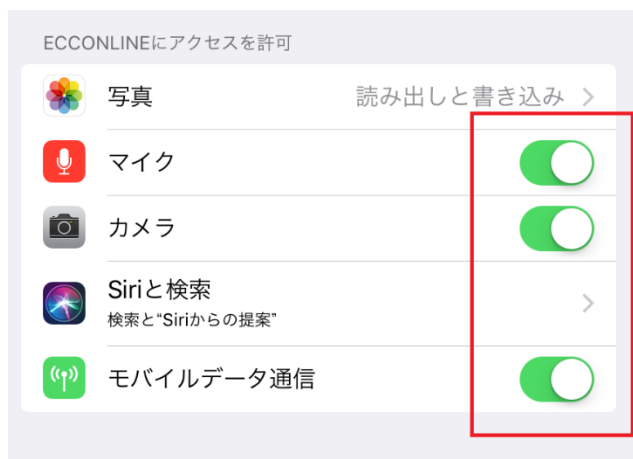 ECCONLINEにアクセスを許可
写真 読み出しと書き込み
マイク
カメラ
Siriと検索
検索と“Siriからの提案”
モバイルデータ通信